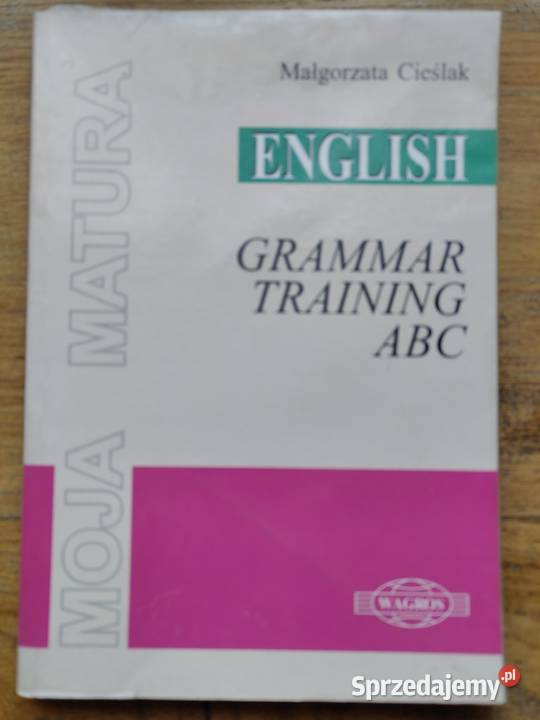 Małgorzata Cieślak
ENGLISH
GRAMMAR
TRAINING
ABC
MOJA MATURA
WAGROS
Sprzedajemy.pl